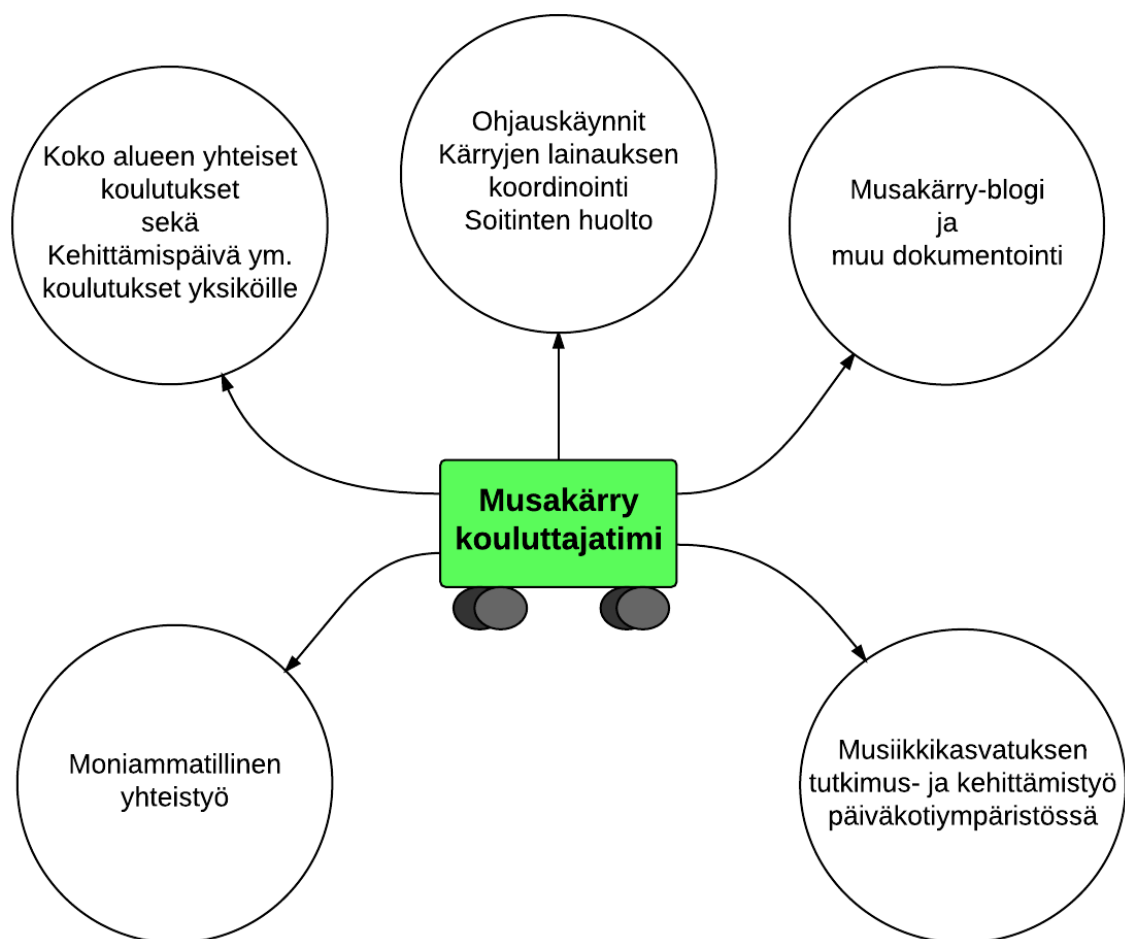 Koko alueen yhteiset
koulutukset
sekä
Kehittämispäivä ym.
koulutukset yksiköille
Ohjauskäynnit
Kärryjen lainauksen
koordinointi
Soitinten huolto
Musakärry-blogi
ja
muu dokumentointi
Musakärry
kouluttajatimi
Moniammatillinen
yhteistyö
Musiikkikasvatuksen
tutkimus- ja kehittämistyö
päiväkotiympäristössä